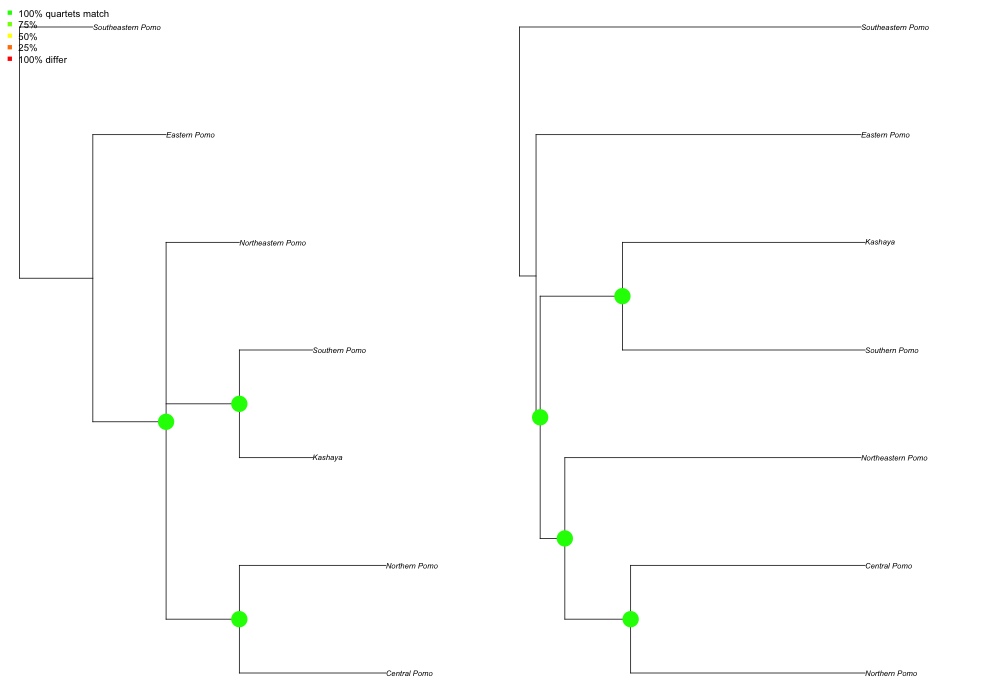 100% quartets match
75%
50%
25%
100% differ
Southeastern Pomo
Eastern Pomo
Northeastern Pomo
Southern Pomo
Kashaya
Northern Pomo
Central Pomo
Southeastern Pomo
Eastern Pomo
Kashaya
Southern Pomo
Northeastern Pomo
Central Pomo
Northern Pomo